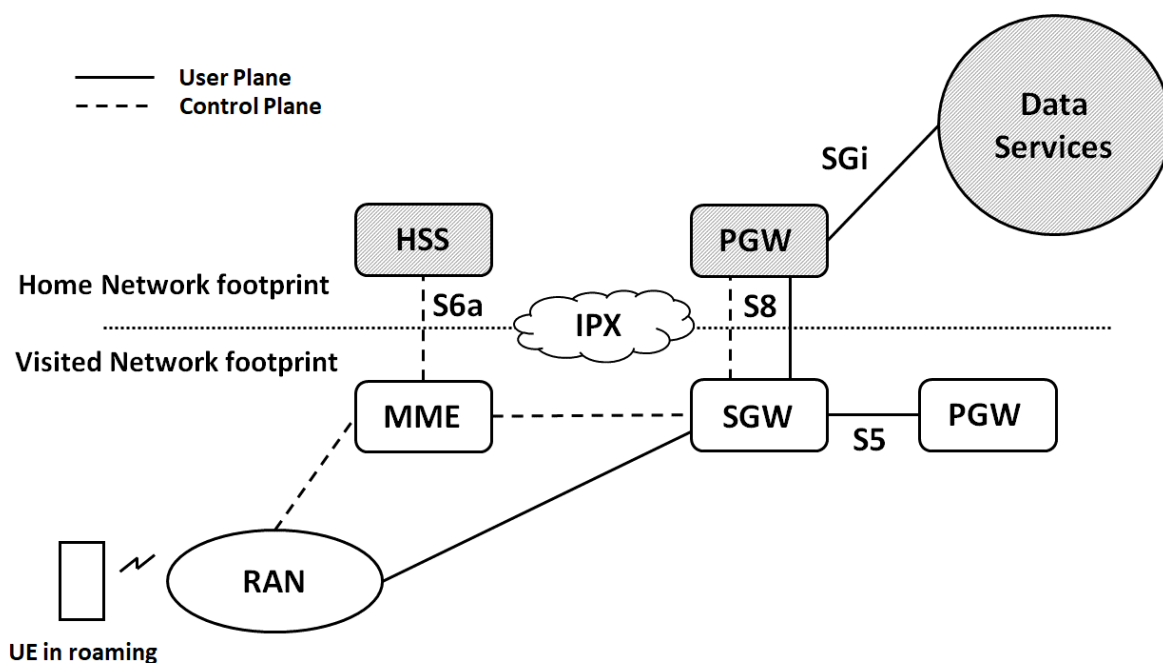 User Plane
Control Plane
Data
Services
SGi
HSS
PGW
Home Network footprint
S6a
IPX
S8
Visited Network footprint
MME
SGW
PGW
S5
RAN
UE in roaming